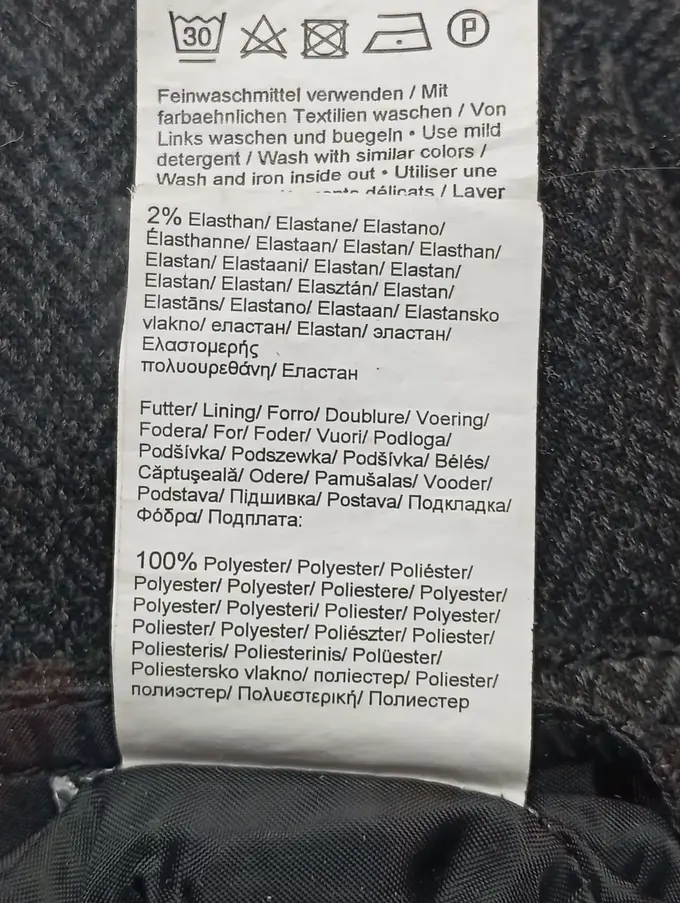 30
P
Feinwaschmittel verwenden / Mit
farbaehnlichen Textilien waschen / Von
Links waschen und buegeln • Use mild
detergent / Wash with similar colors /
Wash and iron inside out • Utiliser une
délicats / Laver
2% Elasthan/ Elastane/ Elastano/
Élasthanne/ Elastaan/ Elastan/ Elasthan/
Elastan/ Elastaani/ Elastan/ Elastan/
Elastan/ Elastan/ Elasztán/ Elastan/
Elastāns/ Elastano/ Elastaan/ Elastansko
vlakno/ еластан/ Elastan/ эластан/
Ελαστομερής
πολυουρεθάνη/ Еластан
Futter/ Lining/ Forro/ Doublure/ Voering/
Fodera/ For/ Foder/ Vuori/ Podloga/
Podšívka/ Podszewka/ Podšívka/ Bélés/
Căptuşeală/ Odere/ Pamušalas/ Vooder/
Podstava/ Підшивка/ Postava/ Подкладка/
Φόδρα/ Подплата:
100% Polyester/ Polyester/ Poliéster/
Polyester/ Polyester/ Poliestere/ Polyester/
Polyester/ Polyesteri/ Poliester/ Polyester/
Poliester/ Polyester/ Poliészter/ Poliester/
Poliesteris/ Poliesterinis/ Polüester/
Poliestersko vlakno/ поліестер/ Poliester/
полиэстер/ Πολυεστερική/ Полиестер